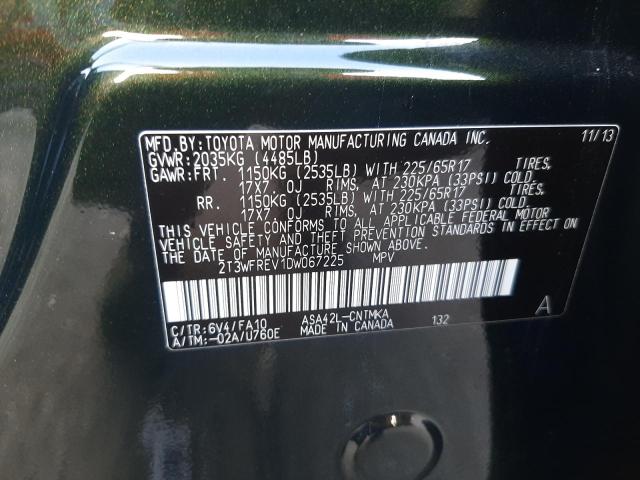 MFD.BY:TOYOTA MOTOR MANUFACTURING CANADA INC. 11/13
GVWR:2035KG (4485LB)
GAWR:FRT. 1150KG (2535LB) WITH 225/65R17 TIRES,
17X7 OJ RIMS, AT 230KPA (33PSI) COLD.
RR. 1150KG (2535LB) WITH 225/65R17 TIRES,
17X7 OJ RIMS, AT 230KPA (33PSI) COLD.
THIS VEHICLE CONFORMS TO ALL APPLICABLE FEDERAL MOTOR
VEHICLE SAFETY AND THEFT PREVENTION STANDARDS IN EFFECT ON
THE DATE OF MANUFACTURE SHOWN ABOVE.
2T3WFREV1DW067225 MPV
C/TR:6V4/FA10 ASA42L-CNTMKA 132 A
A/TM:-02A/U760E MADE IN CANADA